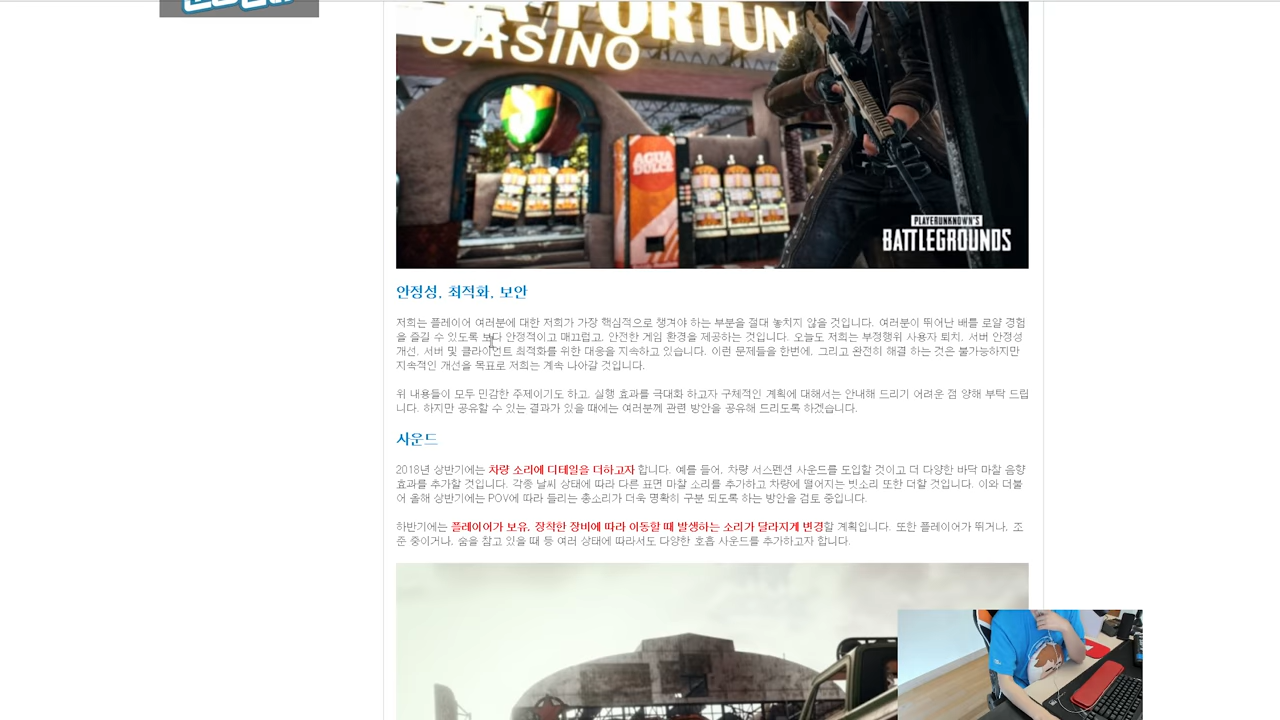 CASINO
AGUA
DULCE
PLAYERUNKNOWN'S
BATTLEGROUNDS
안정성, 최적화, 보안
저희는 플레이어 여러분에 대한 저희가 가장 핵심적으로 챙겨야 하는 부분을 절대 놓치지 않을 것입니다. 여러분이 뛰어난 배틀 로얄 경험
을 즐길 수 있도록 보다 안정적이고 매끄럽고, 안전한 게임 환경을 제공하는 것입니다. 오늘도 저희는 부정행위 사용자 퇴치, 서버 안정성
개선, 서버 및 클라이언트 최적화를 위한 대응을 지속하고 있습니다. 이런 문제들을 한번에, 그리고 완전히 해결 하는 것은 불가능하지만
지속적인 개선을 목표로 저희는 계속 나아갈 것입니다.
위 내용들이 모두 민감한 주제이기도 하고, 실행 효과를 극대화 하고자 구체적인 계획에 대해서는 안내해 드리기 어려운 점 양해 부탁 드립
니다. 하지만 공유할 수 있는 결과가 있을 때에는 여러분께 관련 방안을 공유해 드리도록 하겠습니다.
사운드
2018년 상반기에는 차량 소리에 디테일을 더하고자 합니다. 예를 들어, 차량 서스펜션 사운드를 도입할 것이고 더 다양한 바닥 마찰 음향
효과를 추가할 것입니다. 각종 날씨 상태에 따라 다른 표면 마찰 소리를 추가하고 차량에 떨어지는 빗소리 또한 더할 것입니다. 이와 더불
어 올해 상반기에는 POV에 따라 들리는 총소리가 더욱 명확히 구분 되도록 하는 방안을 검토 중입니다.
하반기에는 플레이어가 보유, 장착한 장비에 따라 이동할 때 발생하는 소리가 달라지게 변경할 계획입니다. 또한 플레이어가 뛰거나, 조
준 중이거나, 숨을 참고 있을 때 등 여러 상태에 따라서도 다양한 호흡 사운드를 추가하고자 합니다.